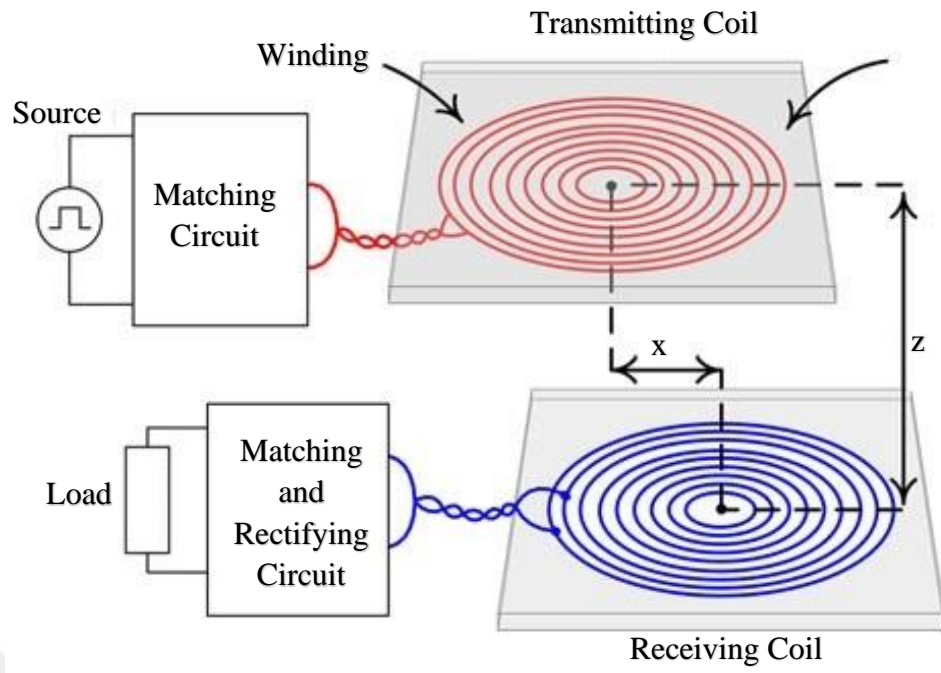 Transmitting Coil
Winding
Source
Matching
Circuit
x
z
Matching
and
Rectifying
Circuit
Load
Receiving Coil